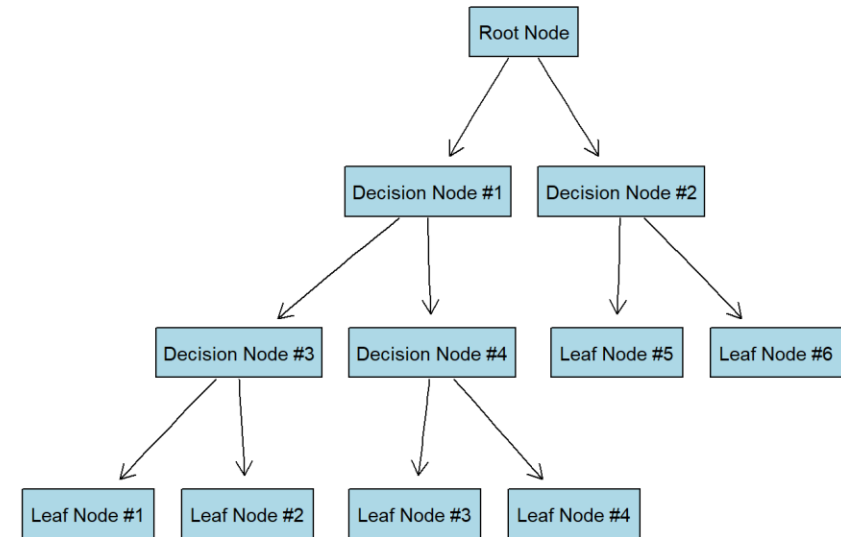 Root Node
Decision Node #1
Decision Node #2
Decision Node #3
Decision Node #4
Leaf Node #5
Leaf Node #6
Leaf Node #1
Leaf Node #2
Leaf Node #3
Leaf Node #4